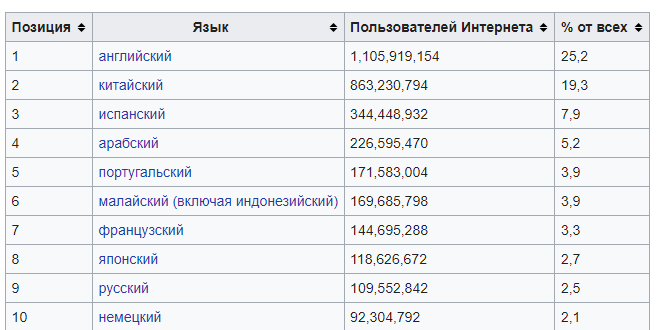 Позиция Язык Пользователей Интернета % от всех
1 английский 1,105,919,154 25,2
2 китайский 863,230,794 19,3
3 испанский 344,448,932 7,9
4 арабский 226,595,470 5,2
5 португальский 171,583,004 3,9
6 малайский (включая индонезийский) 169,685,798 3,9
7 французский 144,695,288 3,3
8 японский 118,626,672 2,7
9 русский 109,552,842 2,5
10 немецкий 92,304,792 2,1